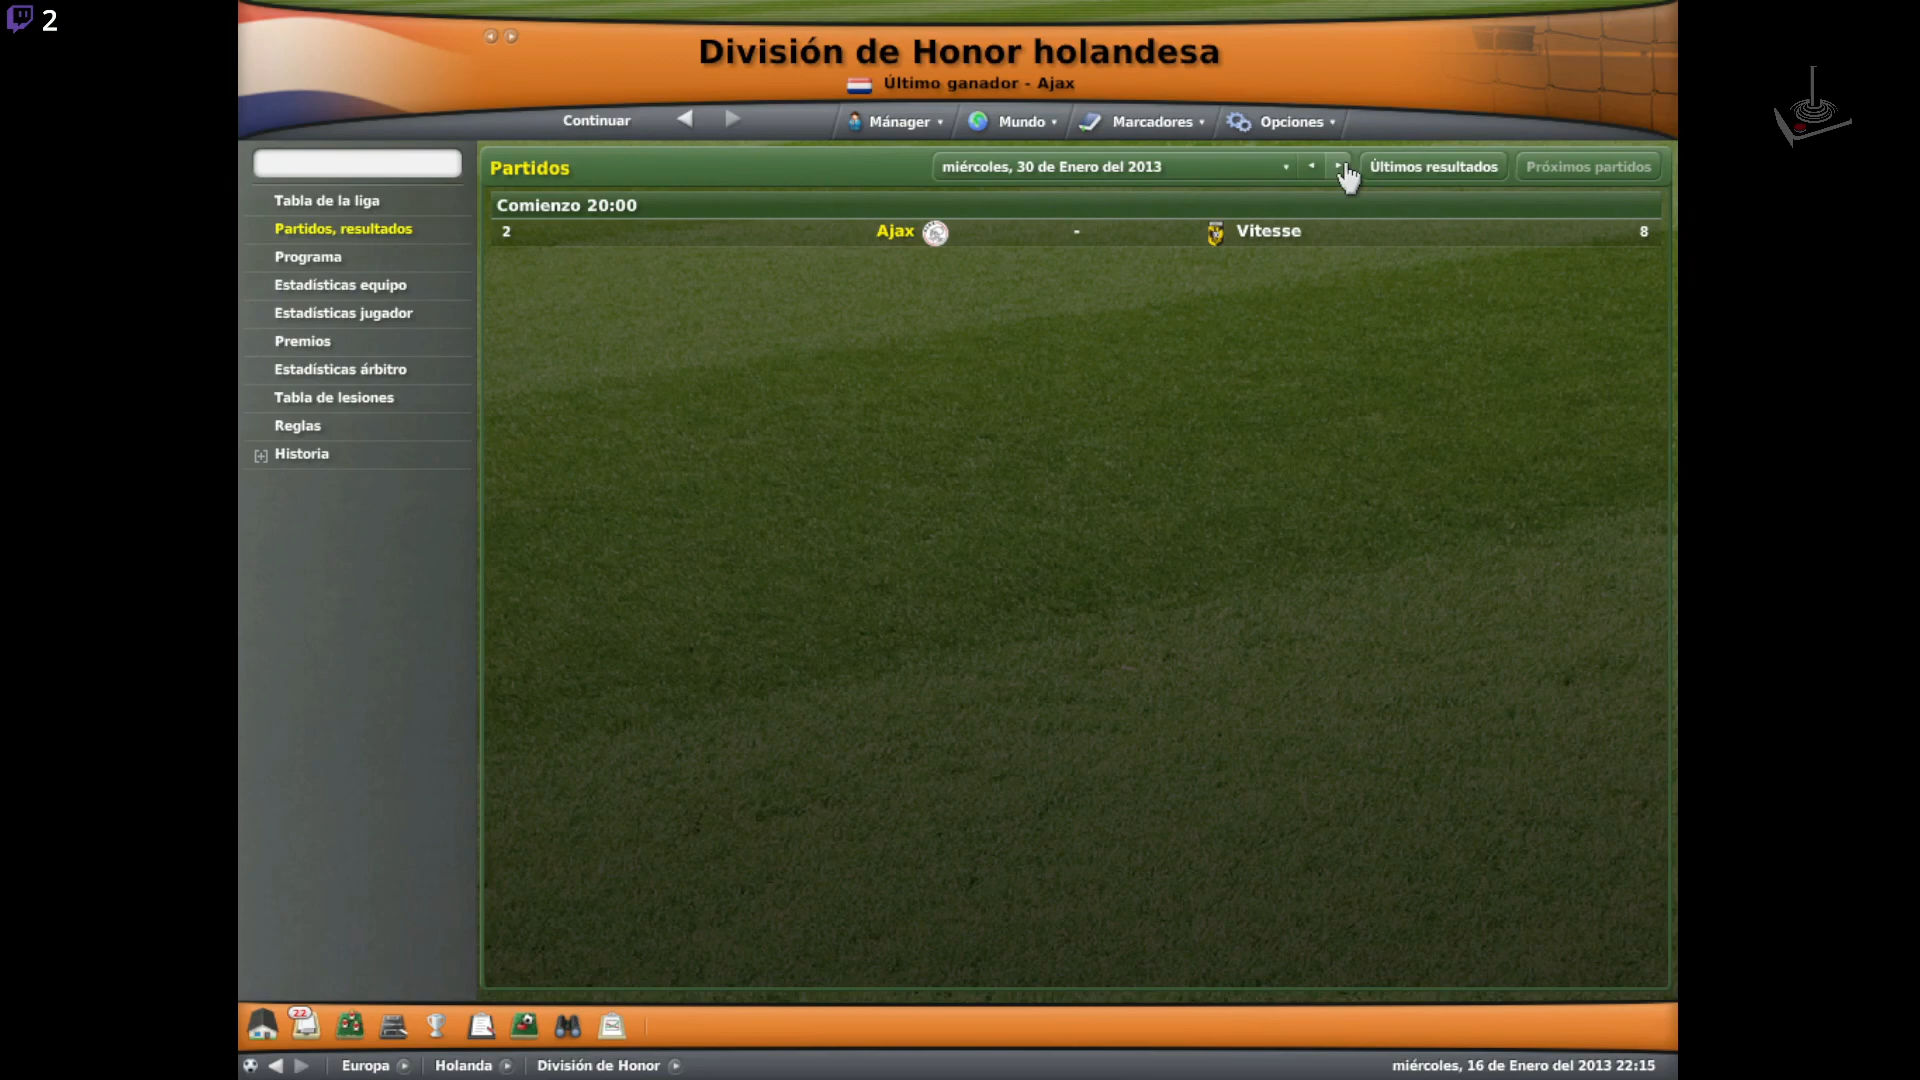 2
División de Honor holandesa
Último ganador - Ajax
Continuar
Mánager
Mundo
Marcadores
Opciones
Tabla de la liga
Partidos, resultados
Programa
Estadísticas equipo
Estadísticas jugador
Premios
Estadísticas árbitro
Tabla de lesiones
Reglas
[+] Historia
Partidos
miércoles, 30 de Enero del 2013
Últimos resultados
Próximos partidos
Comienzo 20:00
2 Ajax - Vitesse 8
22
Europa
Holanda
División de Honor
miércoles, 16 de Enero del 2013 22:15